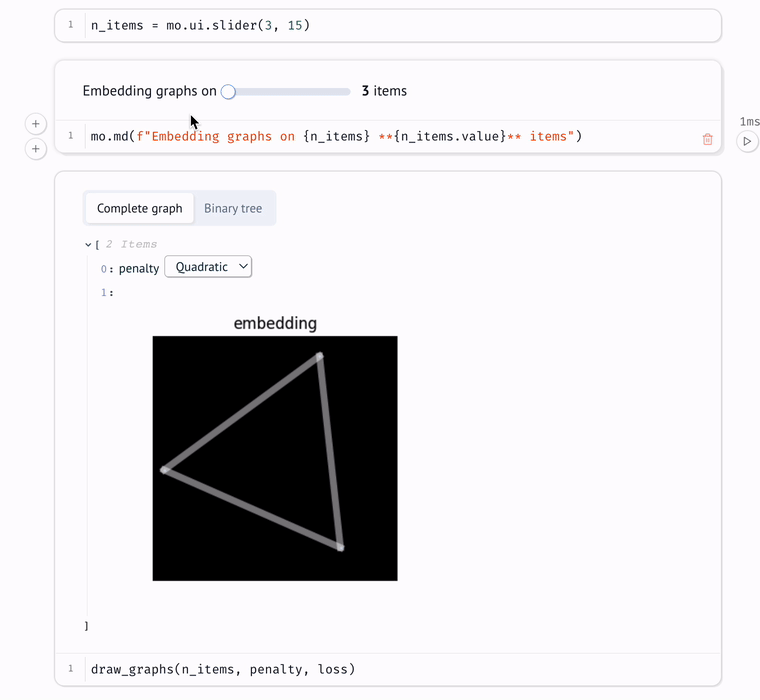 1 n_items = mo.ui.slider(3, 15)
Embedding graphs on 3 items
1 mo.md(f"Embedding graphs on {n_items} **{n_items.value}** items")
1ms
Complete graph Binary tree
[ 2 Items
0: penalty Quadratic
1:
embedding
]
1 draw_graphs(n_items, penalty, loss)